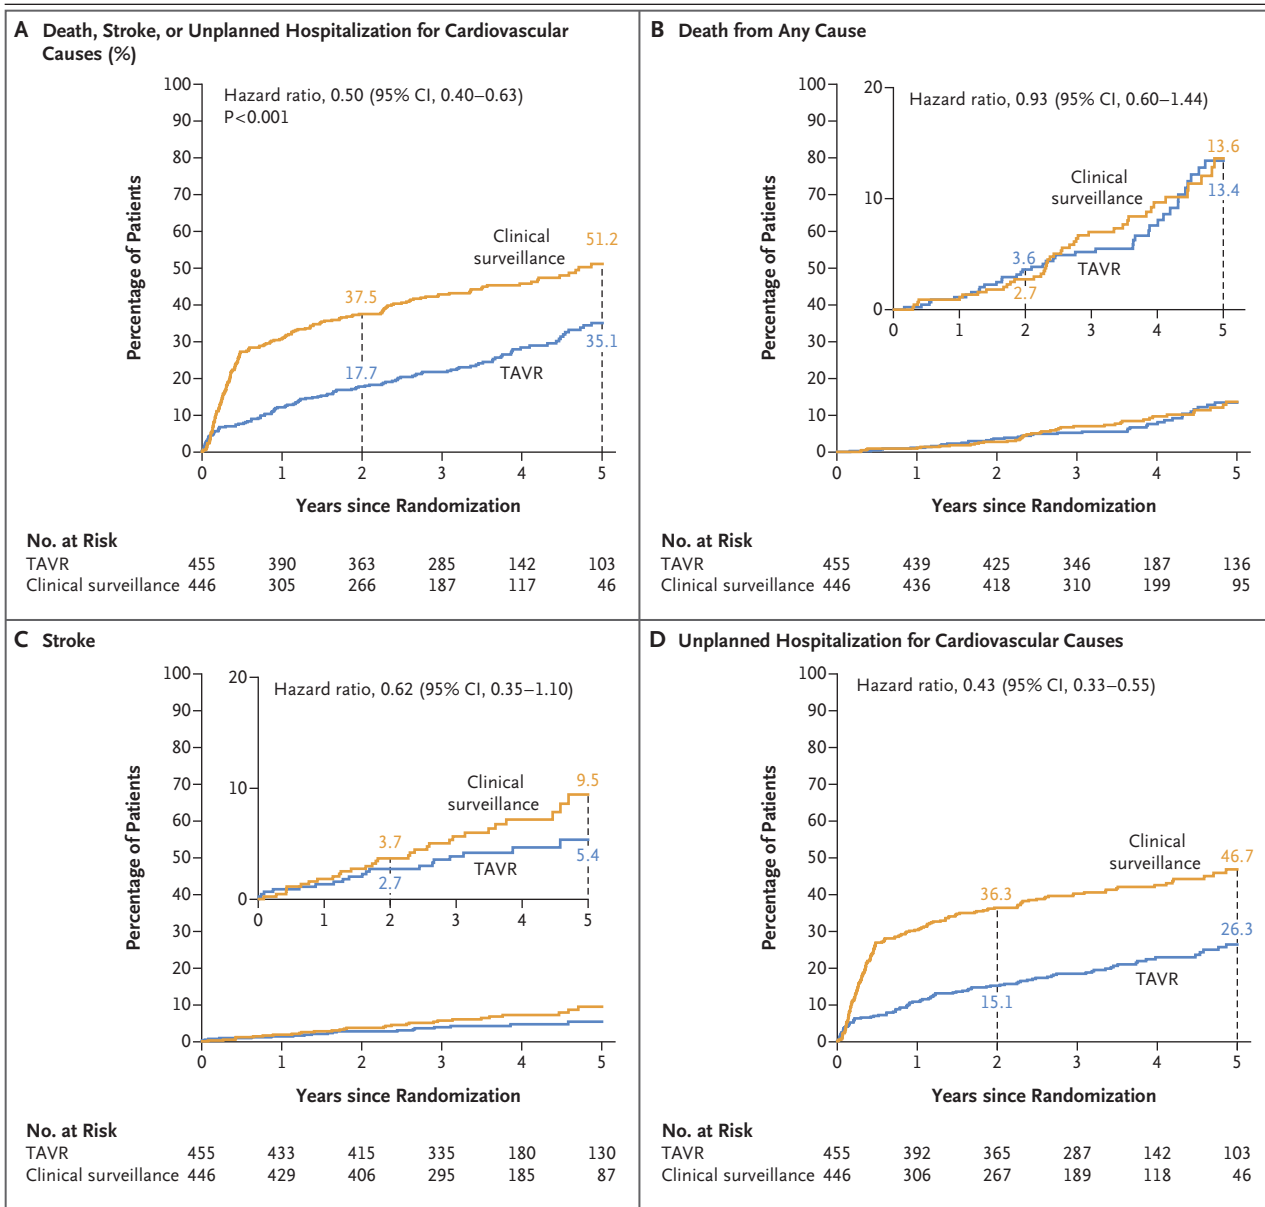 A Death, Stroke, or Unplanned Hospitalization for Cardiovascular
Causes (%)
Percentage of Patients
100
90
80
70
60
50
40
30
20
10
0
Hazard ratio, 0.50 (95% CI, 0.40–0.63)
P<0.001
Clinical
surveillance
51.2
37.5
35.1
17.7
TAVR
0 1 2 3 4 5
Years since Randomization
No. at Risk
TAVR 455 390 363 285 142 103
Clinical surveillance 446 305 266 187 117 46
B Death from Any Cause
Percentage of Patients
100
90
80
70
60
50
40
30
20
10
0
20
10
0
Hazard ratio, 0.93 (95% CI, 0.60–1.44)
13.6
Clinical
surveillance
13.4
3.6
TAVR
2.7
0 1 2 3 4 5
0 1 2 3 4 5
Years since Randomization
No. at Risk
TAVR 455 439 425 346 187 136
Clinical surveillance 446 436 418 310 199 95
C Stroke
Percentage of Patients
100
90
80
70
60
50
40
30
20
10
0
20
10
0
Hazard ratio, 0.62 (95% CI, 0.35–1.10)
Clinical
surveillance
9.5
3.7
5.4
TAVR
2.7
0 1 2 3 4 5
0 1 2 3 4 5
Years since Randomization
No. at Risk
TAVR 455 433 415 335 180 130
Clinical surveillance 446 429 406 295 185 87
D Unplanned Hospitalization for Cardiovascular Causes
Percentage of Patients
100
90
80
70
60
50
40
30
20
10
0
Hazard ratio, 0.43 (95% CI, 0.33–0.55)
Clinical
surveillance
46.7
36.3
26.3
TAVR
15.1
0 1 2 3 4 5
Years since Randomization
No. at Risk
TAVR 455 392 365 287 142 103
Clinical surveillance 446 306 267 189 118 46